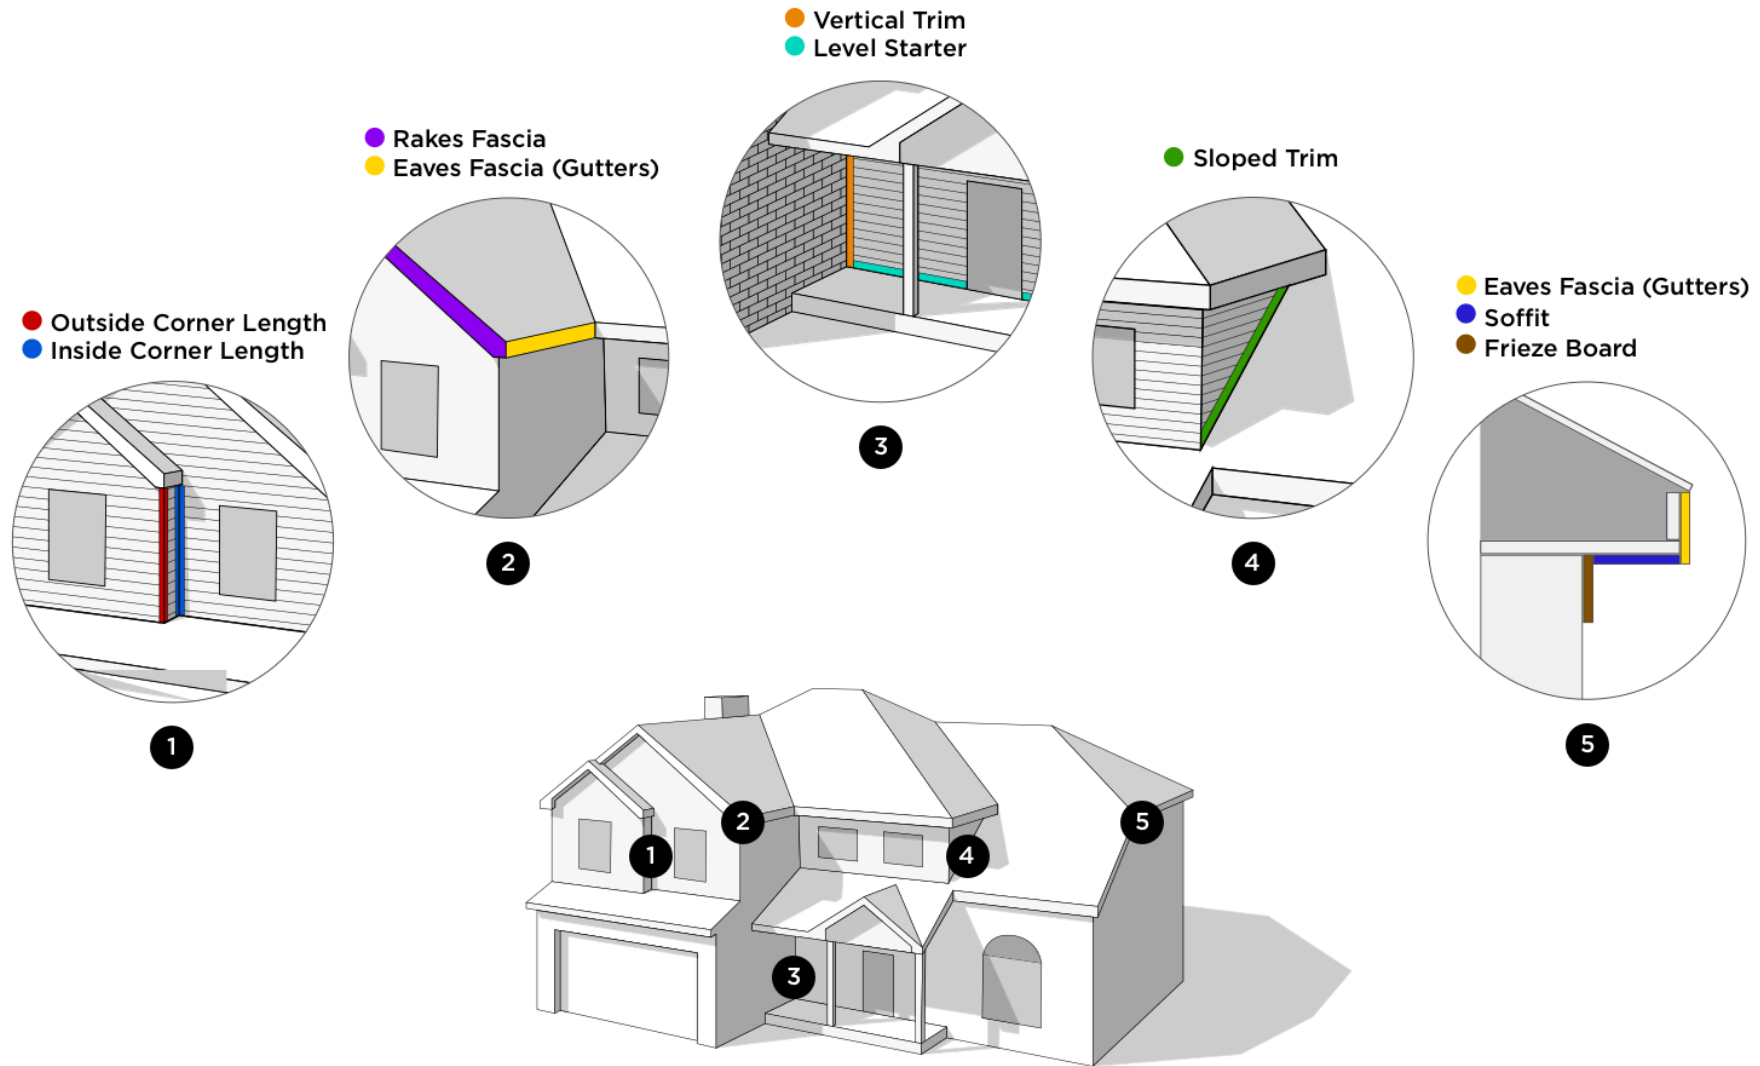 Vertical Trim
Level Starter
3
Rakes Fascia
Eaves Fascia (Gutters)
2
Sloped Trim
4
Outside Corner Length
Inside Corner Length
1
Eaves Fascia (Gutters)
Soffit
Frieze Board
5
2
1
4
5
3